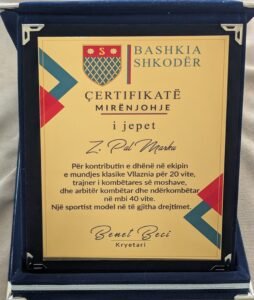 S
BASHKIA
SHKODËR
ÇERTIFIKATË
MIRËNJOHJE
i jepet
Z. Pal Marku
Për kontributin e dhënë në ekipin
e mundjes klasike Vllaznia për 20 vite,
trajner i kombëtares së moshave,
dhe arbitër kombëtar dhe ndërkombëtar
në mbi 40 vite.
Një sportist model në të gjitha drejtimet.
Benet Beci
Kryetari